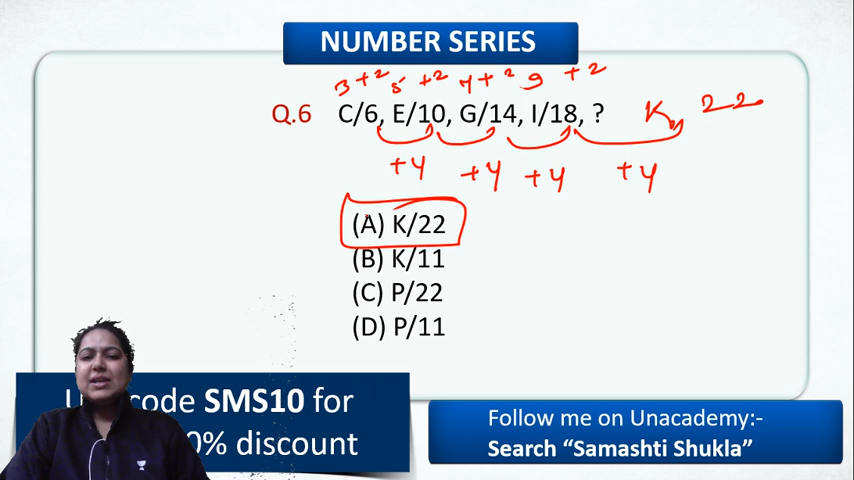 NUMBER SERIES
3 +2 5 +2 7 +2 9 +2
Q.6 C/6, E/10, G/14, I/18, ? K/22
+4 +4 +4 +4
(A) K/22
(B) K/11
(C) P/22
(D) P/11
code SMS10 for
0% discount
Follow me on Unacademy:-
Search “Samashti Shukla”